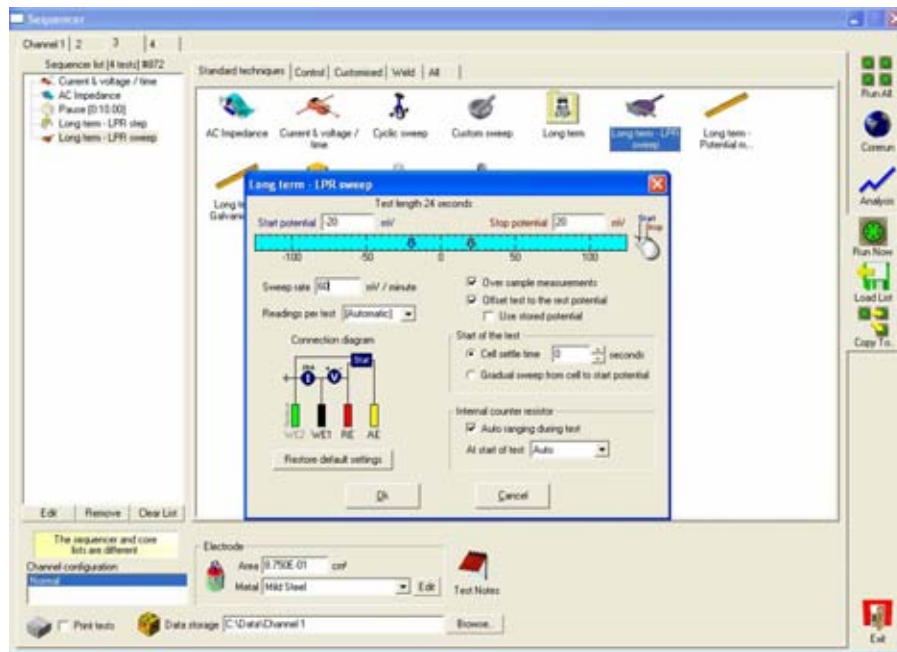 Sequencer
Channel 1 2 3 4
Sequencer list [4 tests] #872
Current & voltage / time
AC Impedance
Pause [0:10.00]
Long term - LPR step
Long term - LPR sweep
Standard techniques Control Customised Weld All
AC Impedance
Current & voltage / time
Cyclic sweep
Custom sweep
Long term
Long term - LPR sweep
Long term - Potential m...
Long term - LPR sweep
Test length 24 seconds
Start potential -20 mV
Stop potential 20 mV
Start
Stop
-100 -50 0 50 100
Sweep rate 60 mV / minute
Readings per test [Automatic]
Connection diagram
Stat
I V
WE2 WE1 RE AE
Restore default settings
Over sample measurements
Offset test to the rest potential
Use stored potential
Start of the test
Cell settle time 0 seconds
Gradual sweep from cell to start potential
Internal counter resistor
Auto ranging during test
At start of test Auto
Ok
Cancel
Edit Remove Clear List
The sequencer and core
lists are different
Channel configuration
Normal
Print tests
Electrode
Area 8.750E-01 cm²
Metal Mild Steel Edit
Test Notes
Data storage C:\Data\Channel 1 Browse..
Run All
Analysis
Run Now
Load List
Copy To..
Exit